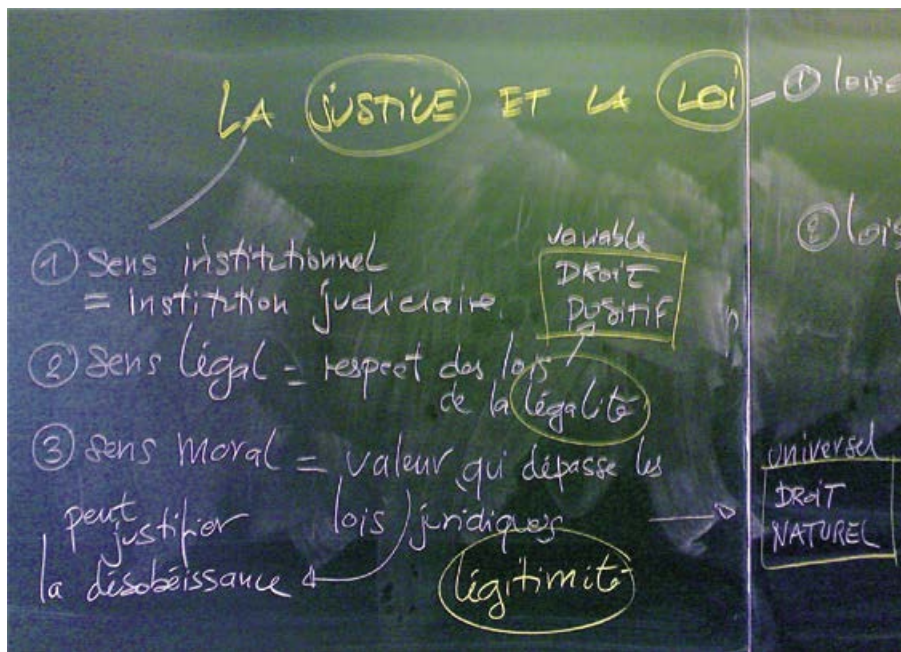 LA JUSTICE ET LA LOI
① Sens institutionnel
= institution judiciaire.
variable
DROIT
POSITIF
② Sens légal = respect des lois
de la légalité
③ Sens moral = valeur qui dépasse les
lois juridiques
peut
justifier
la désobéissance
légitimité
①
② lois
universel
DROIT
NATUREL